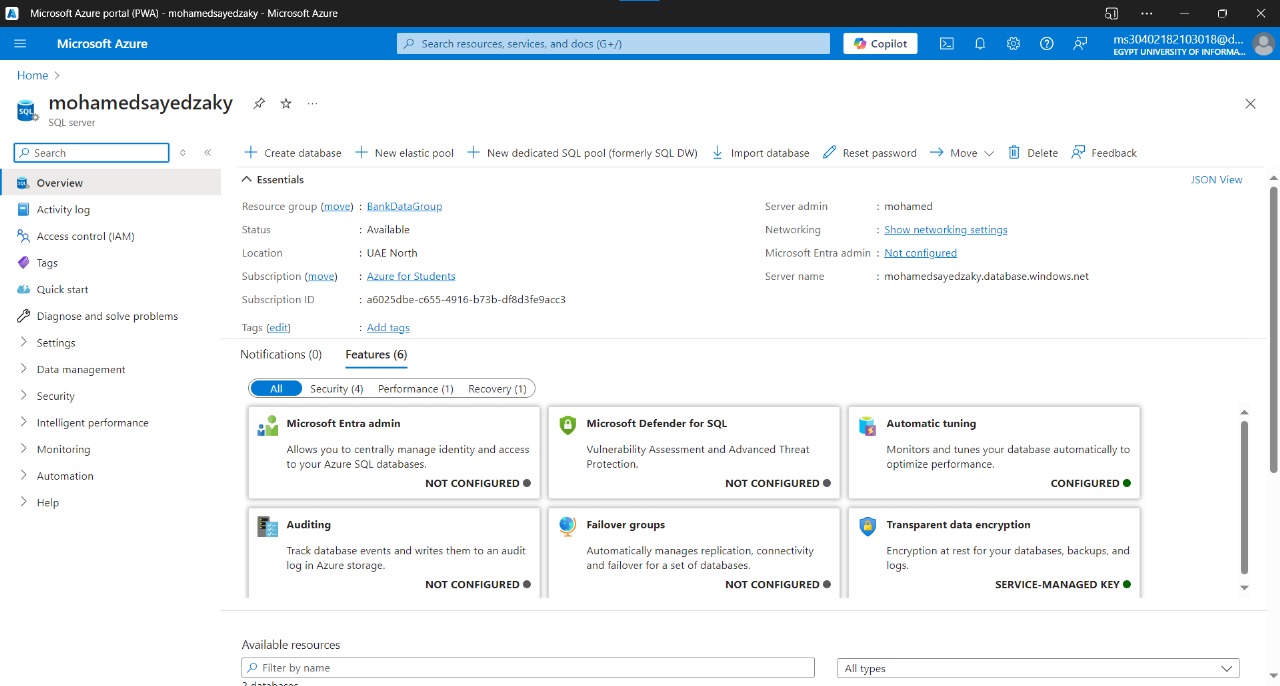 Microsoft Azure portal (PWA) - mohamedsayedzaky - Microsoft Azure
Microsoft Azure
Search resources, services, and docs (G+/)
Copilot
ms30402182103018@d...
EGYPT UNIVERSITY OF INFORMA...
Home
mohamedsayedzaky
SQL
SQL server
Search
Create database
New elastic pool
New dedicated SQL pool (formerly SQL DW)
Import database
Reset password
Move
Delete
Feedback
Overview
Activity log
Access control (IAM)
Tags
Quick start
Diagnose and solve problems
Settings
Data management
Security
Intelligent performance
Monitoring
Automation
Help
Essentials
JSON View
Resource group (move) : BankDataGroup
Status : Available
Location : UAE North
Subscription (move) : Azure for Students
Subscription ID : a6025dbe-c655-4916-b73b-df8d3fe9acc3
Tags (edit) : Add tags
Server admin : mohamed
Networking : Show networking settings
Microsoft Entra admin : Not configured
Server name : mohamedsayedzaky.database.windows.net
Notifications (0)
Features (6)
All
Security (4)
Performance (1)
Recovery (1)
Microsoft Entra admin
Allows you to centrally manage identity and access
to your Azure SQL databases.
NOT CONFIGURED
Microsoft Defender for SQL
Vulnerability Assessment and Advanced Threat
Protection.
NOT CONFIGURED
Automatic tuning
Monitors and tunes your database automatically to
optimize performance.
CONFIGURED
Auditing
Track database events and writes them to an audit
log in Azure storage.
NOT CONFIGURED
Failover groups
Automatically manages replication, connectivity
and failover for a set of databases.
NOT CONFIGURED
Transparent data encryption
Encryption at rest for your databases, backups, and
logs.
SERVICE-MANAGED KEY
Available resources
Filter by name
All types
databases